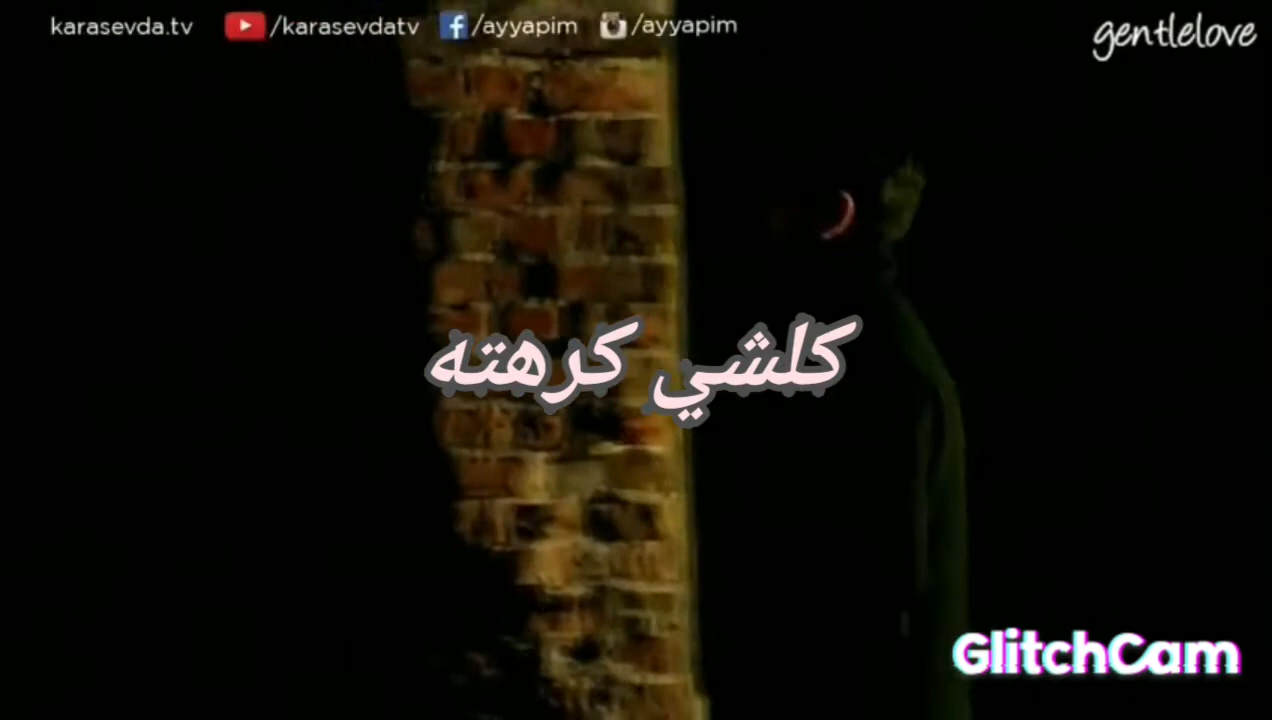 karasevda.tv /karasevdatv /ayyapim /ayyapim
gentlelove
كلشي كرهته
GlitchCam